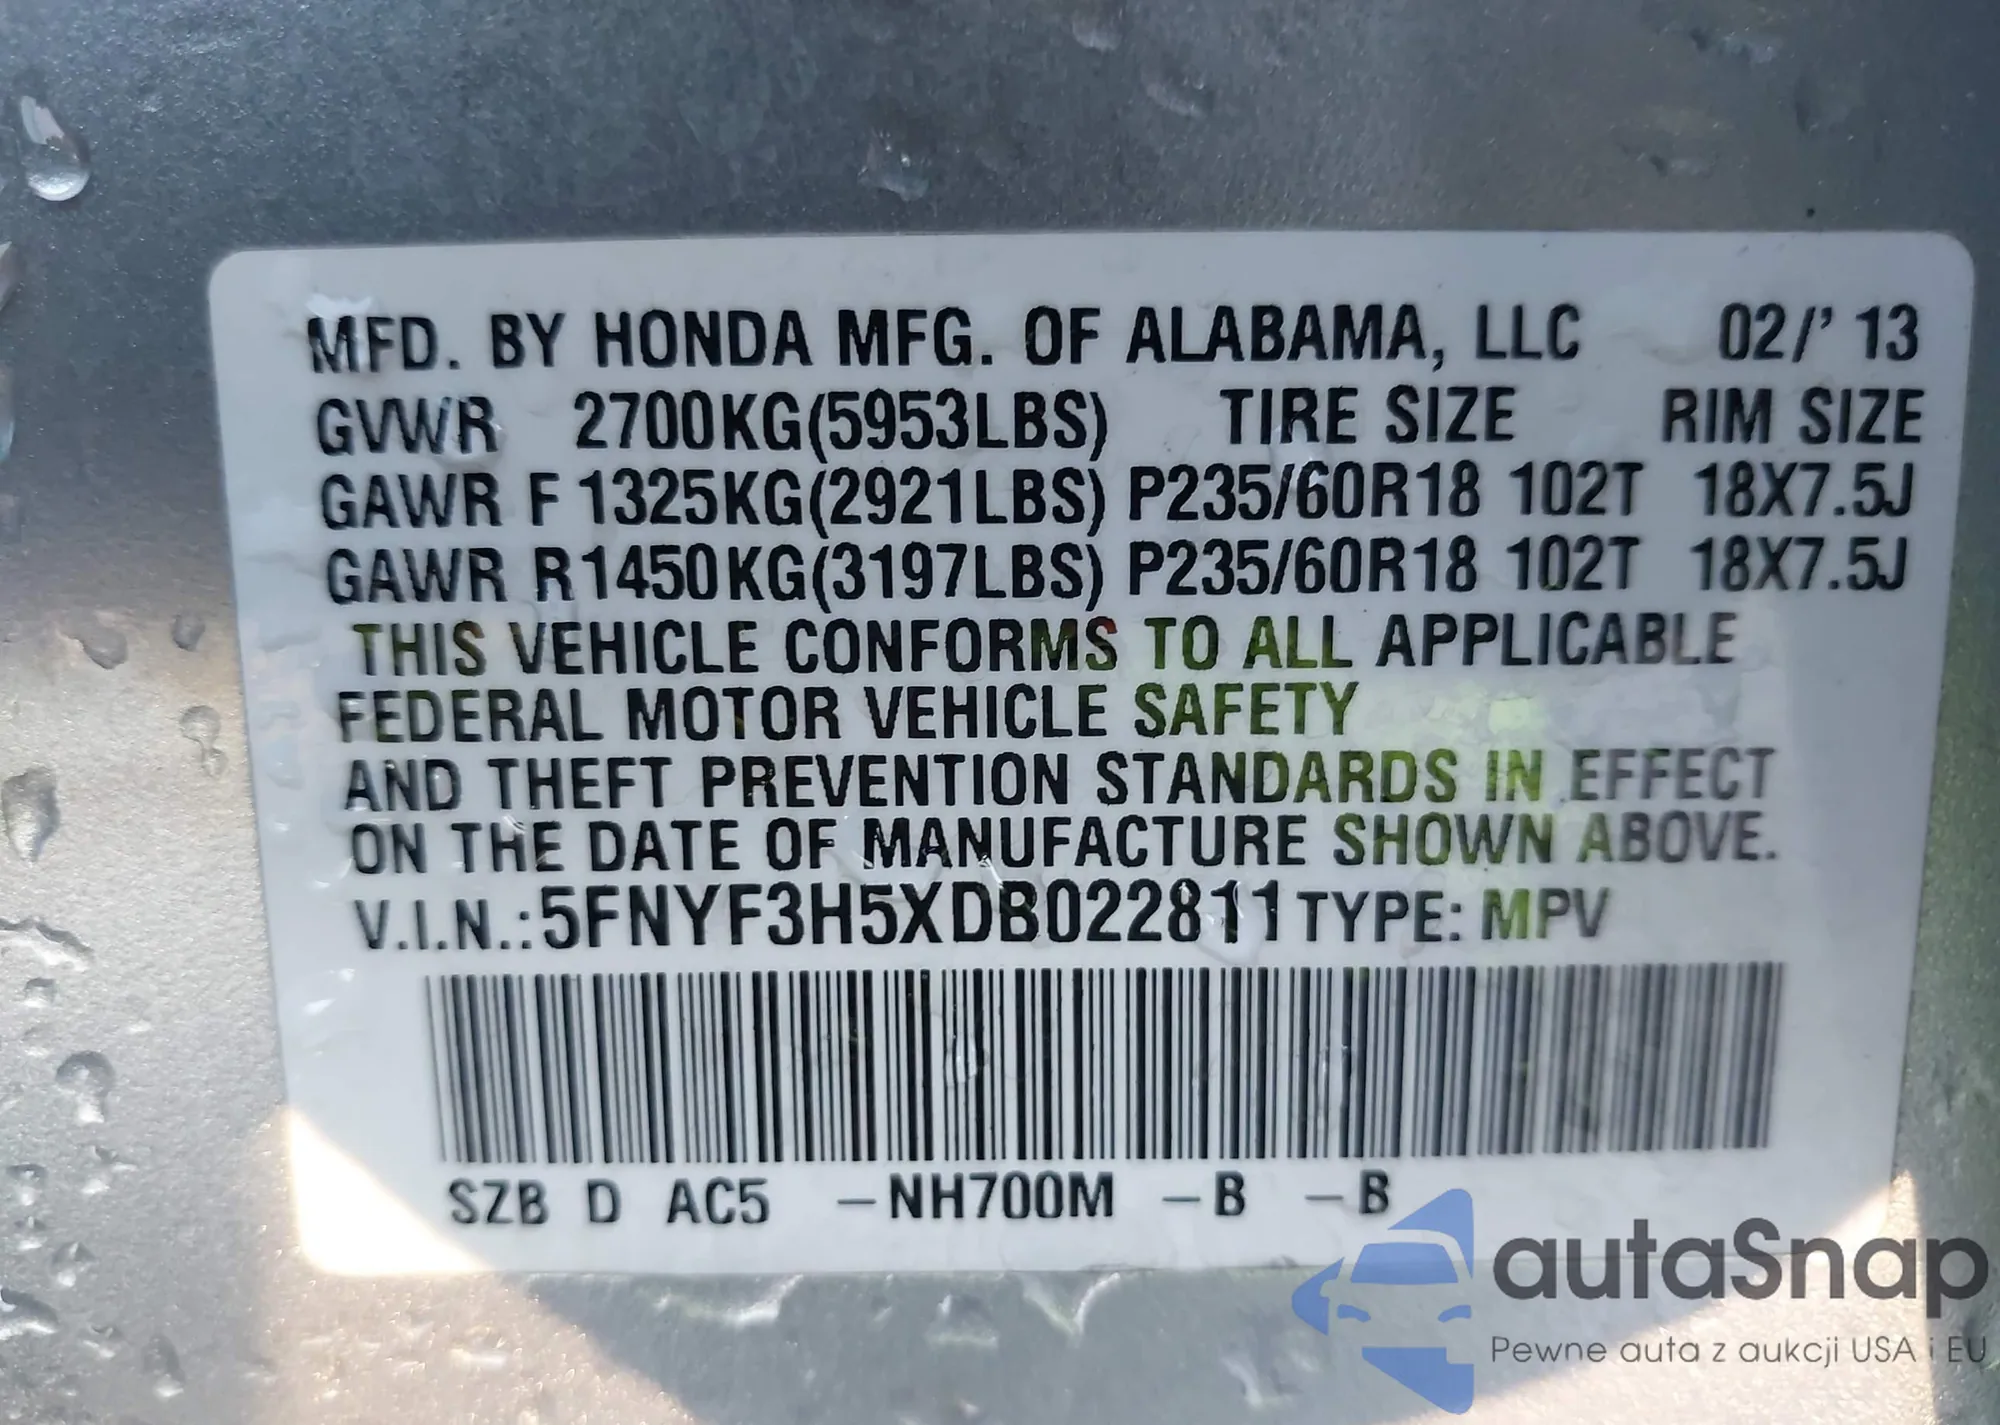 MFD. BY HONDA MFG. OF ALABAMA, LLC 02/' 13
GVWR 2700KG(5953LBS) TIRE SIZE RIM SIZE
GAWR F 1325KG(2921LBS) P235/60R18 102T 18X7.5J
GAWR R 1450KG(3197LBS) P235/60R18 102T 18X7.5J
THIS VEHICLE CONFORMS TO ALL APPLICABLE
FEDERAL MOTOR VEHICLE SAFETY
AND THEFT PREVENTION STANDARDS IN EFFECT
ON THE DATE OF MANUFACTURE SHOWN ABOVE.
V.I.N.:5FNYF3H5XDB022811 TYPE: MPV
SZB D AC5 -NH700M -B -B
autaSnap
Pewne auta z aukcji USA i EU